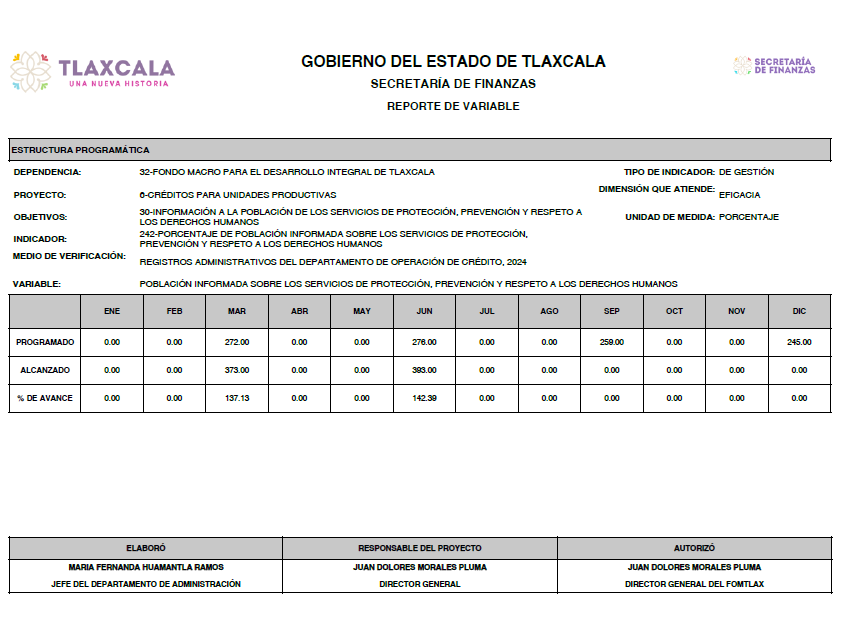 TLAXCALA
UNA NUEVA HISTORIA
GOBIERNO DEL ESTADO DE TLAXCALA
SECRETARÍA DE FINANZAS
REPORTE DE VARIABLE
SECRETARÍA
DE FINANZAS
ESTRUCTURA PROGRAMÁTICA
DEPENDENCIA: 32-FONDO MACRO PARA EL DESARROLLO INTEGRAL DE TLAXCALA TIPO DE INDICADOR: DE GESTIÓN
PROYECTO: 6-CRÉDITOS PARA UNIDADES PRODUCTIVAS DIMENSIÓN QUE ATIENDE: EFICACIA
OBJETIVOS: 30-INFORMACIÓN A LA POBLACIÓN DE LOS SERVICIOS DE PROTECCIÓN, PREVENCIÓN Y RESPETO A
LOS DERECHOS HUMANOS UNIDAD DE MEDIDA: PORCENTAJE
INDICADOR: 242-PORCENTAJE DE POBLACIÓN INFORMADA SOBRE LOS SERVICIOS DE PROTECCIÓN,
PREVENCIÓN Y RESPETO A LOS DERECHOS HUMANOS
MEDIO DE VERIFICACIÓN: REGISTROS ADMINISTRATIVOS DEL DEPARTAMENTO DE OPERACIÓN DE CRÉDITO, 2024
VARIABLE: POBLACIÓN INFORMADA SOBRE LOS SERVICIOS DE PROTECCIÓN, PREVENCIÓN Y RESPETO A LOS DERECHOS HUMANOS
ENE FEB MAR ABR MAY JUN JUL AGO SEP OCT NOV DIC
PROGRAMADO 0.00 0.00 272.00 0.00 0.00 276.00 0.00 0.00 259.00 0.00 0.00 245.00
ALCANZADO 0.00 0.00 373.00 0.00 0.00 393.00 0.00 0.00 0.00 0.00 0.00 0.00
% DE AVANCE 0.00 0.00 137.13 0.00 0.00 142.39 0.00 0.00 0.00 0.00 0.00 0.00
ELABORÓ RESPONSABLE DEL PROYECTO AUTORIZÓ
MARIA FERNANDA HUAMANTLA RAMOS JUAN DOLORES MORALES PLUMA JUAN DOLORES MORALES PLUMA
JEFE DEL DEPARTAMENTO DE ADMINISTRACIÓN DIRECTOR GENERAL DIRECTOR GENERAL DEL FOMTLAX